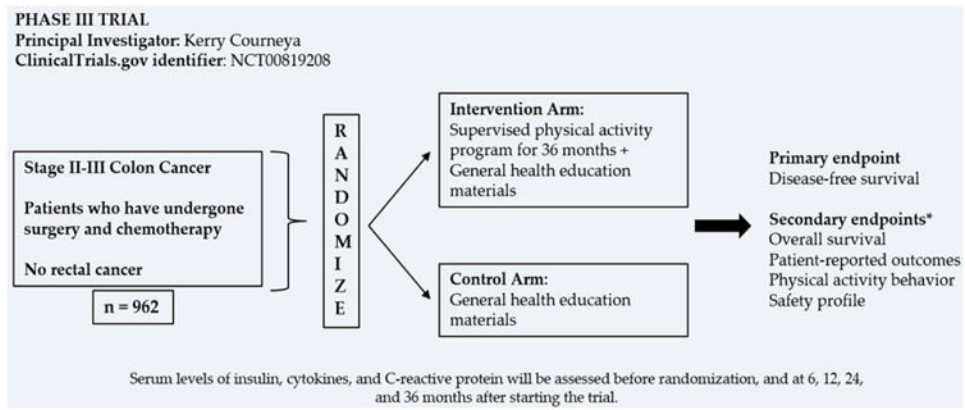 PHASE III TRIAL
Principal Investigator: Kerry Courneya
ClinicalTrials.gov identifier: NCT00819208
Stage II-III Colon Cancer
Patients who have undergone
surgery and chemotherapy
No rectal cancer
n = 962
RANDOMIZE
Intervention Arm:
Supervised physical activity
program for 36 months +
General health education
materials
Control Arm:
General health education
materials
Primary endpoint
Disease-free survival
Secondary endpoints*
Overall survival
Patient-reported outcomes
Physical activity behavior
Safety profile
Serum levels of insulin, cytokines, and C-reactive protein will be assessed before randomization, and at 6, 12, 24,
and 36 months after starting the trial.